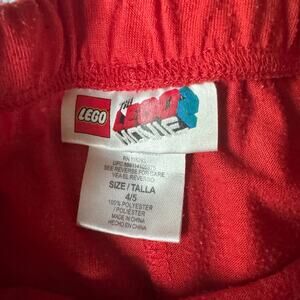 LEGO
THE
LEGO 2
MOVIE
SEE REVERSE FOR CARE
VEA EL REVERSO
SIZE / TALLA
4/5
100% POLYESTER
/ POLIÉSTER
MADE IN CHINA
HECHO EN CHINA